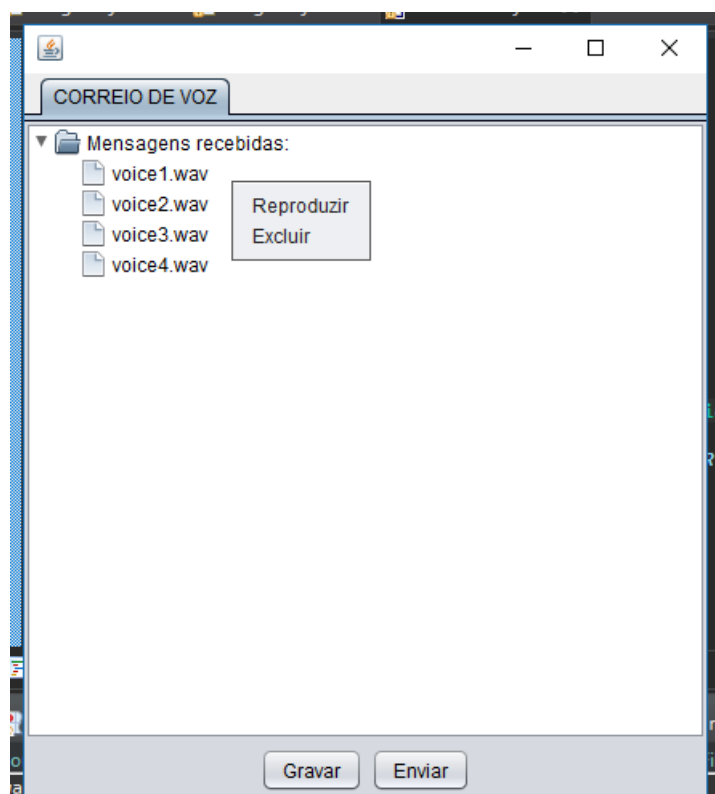 CORREIO DE VOZ
Mensagens recebidas:
voice1.wav
voice2.wav
voice3.wav
voice4.wav
Reproduzir
Excluir
Gravar
Enviar